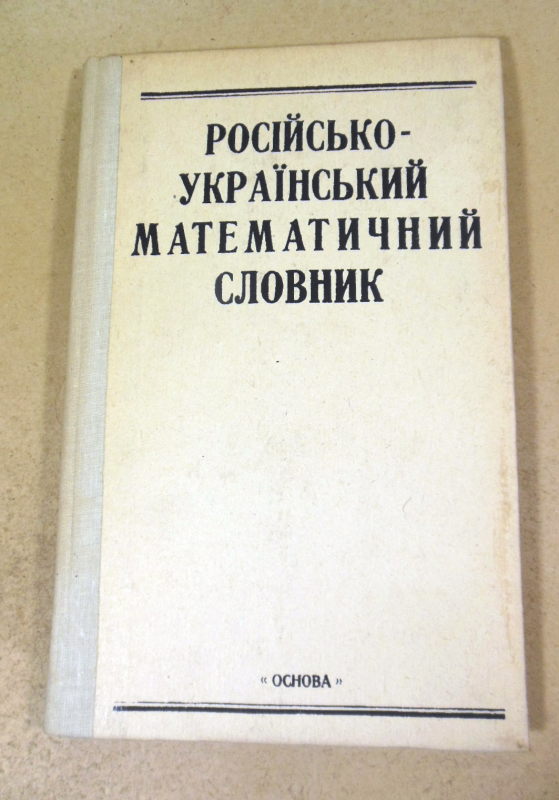 РОСІЙСЬКО-
УКРАЇНСЬКИЙ
МАТЕМАТИЧНИЙ
СЛОВНИК
« ОСНОВА »